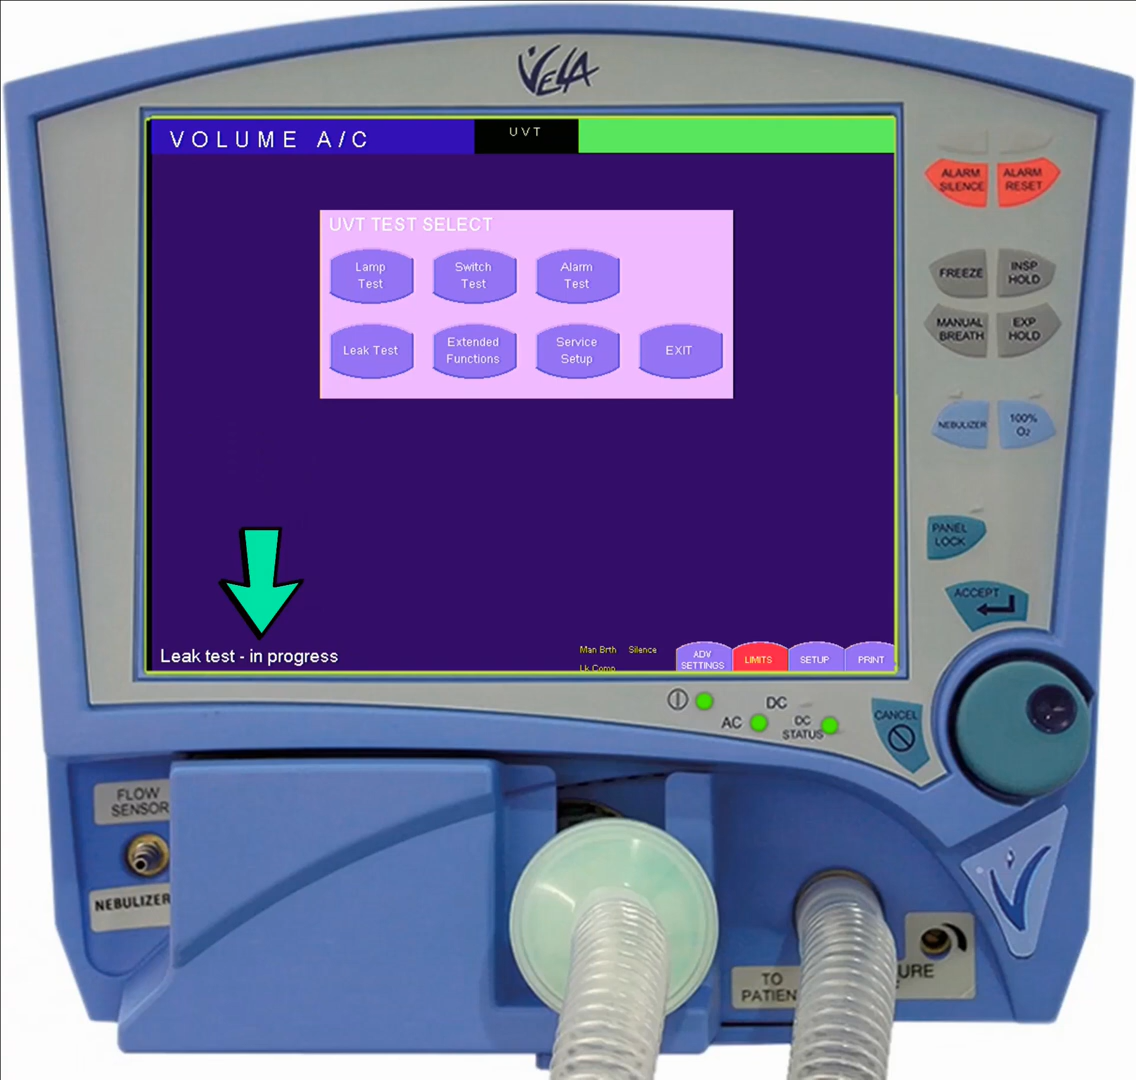 VELA
VOLUME A/C
UVT
UVT TEST SELECT
Lamp
Test
Switch
Test
Alarm
Test
Leak Test
Extended
Functions
Service
Setup
EXIT
Leak test - in progress
Man Brth Silence
Lk Comp
ADV
SETTINGS
LIMITS
SETUP
PRINT
ALARM
SILENCE
ALARM
RESET
FREEZE
INSP
HOLD
MANUAL
BREATH
EXP
HOLD
NEBULIZER
100%
O2
PANEL
LOCK
ACCEPT
CANCEL
DC
AC
DC
STATUS
FLOW
SENSOR
NEBULIZER
TO
PATIEN
URE